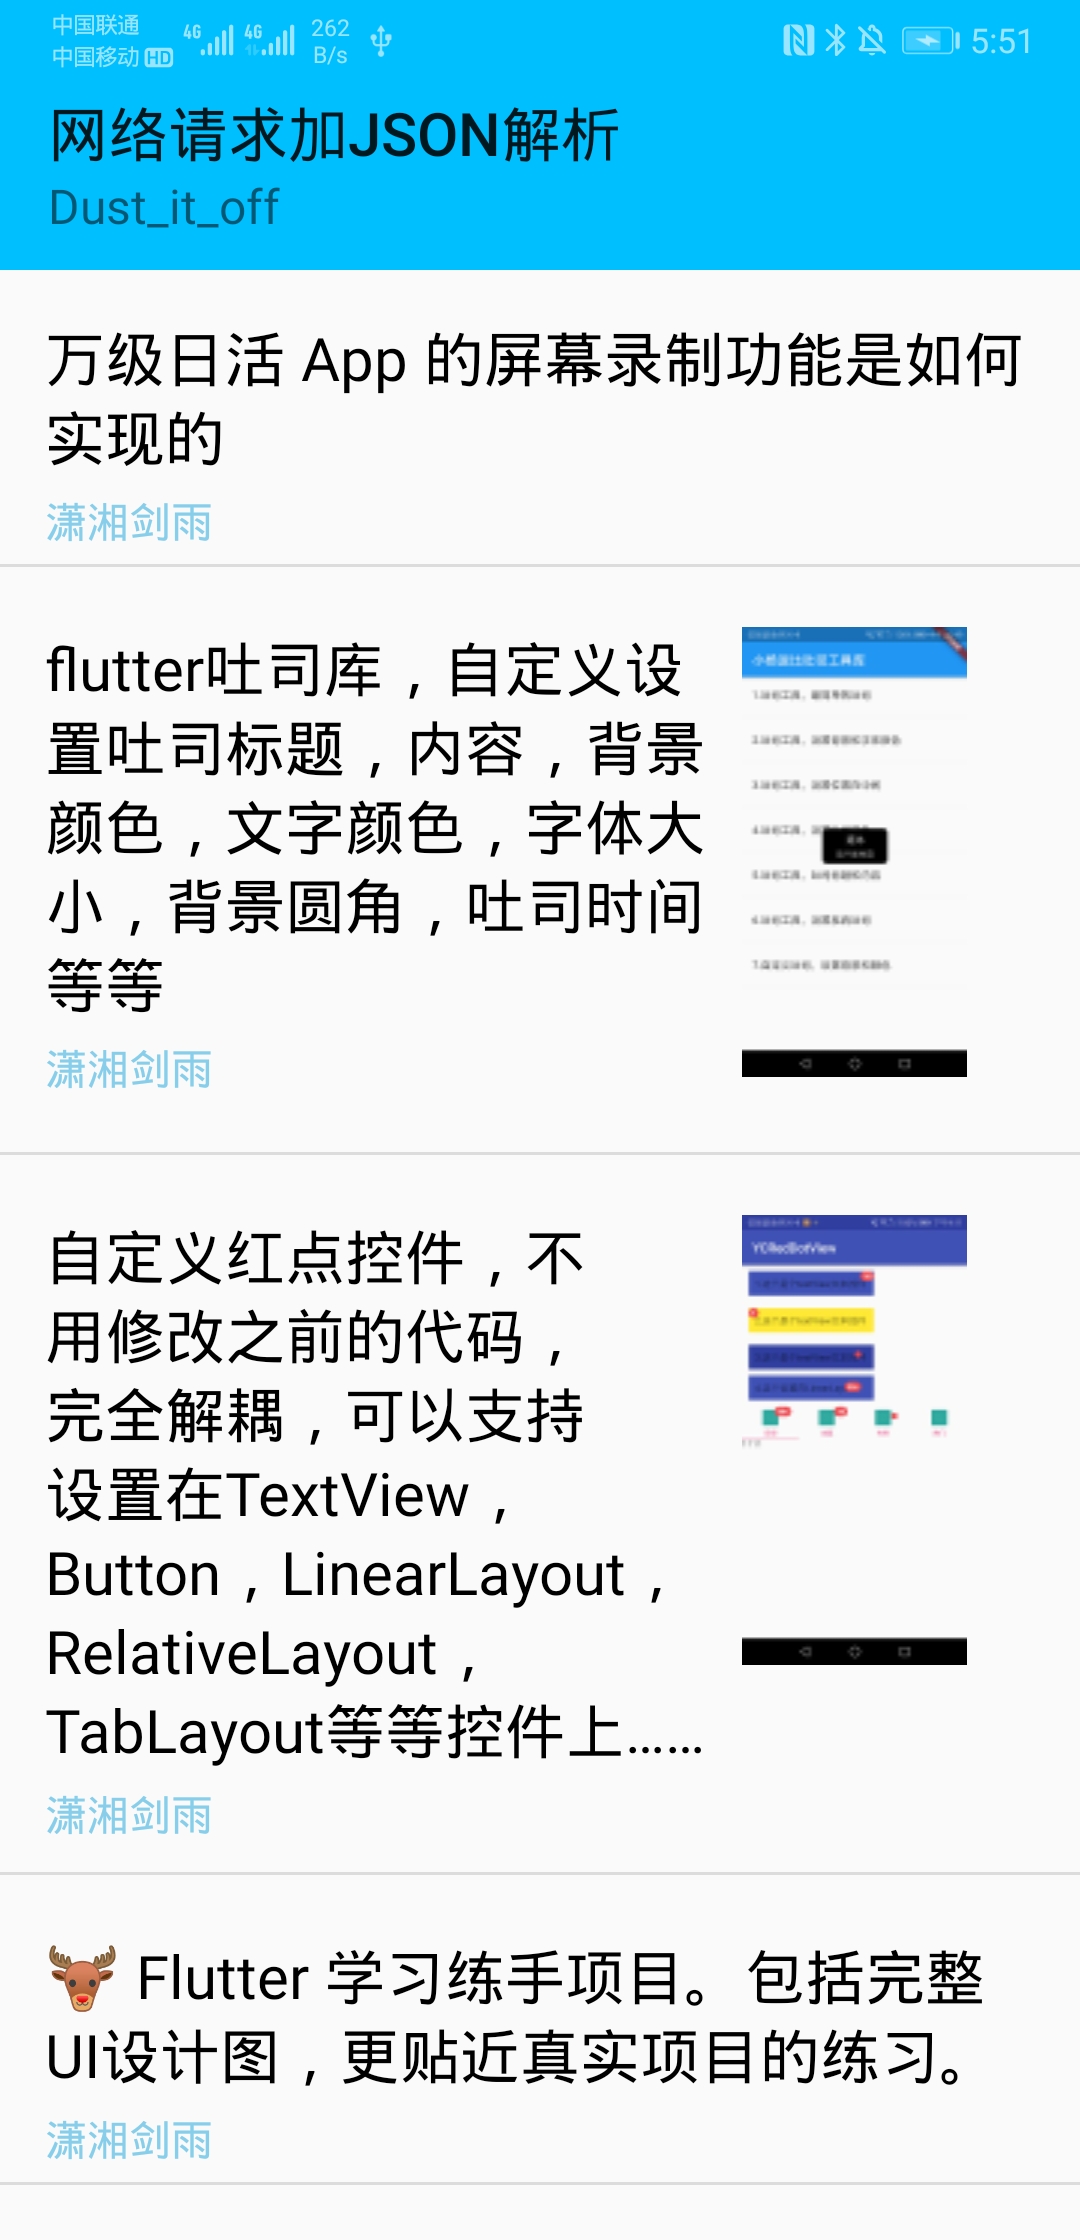 中国联通
中国移动 HD
4G 4G
262
B/s
5:51
网络请求加JSON解析
Dust_it_off
万级日活 App 的屏幕录制功能是如何
实现的
潇湘剑雨
flutter吐司库，自定义设
置吐司标题，内容，背景
颜色，文字颜色，字体大
小，背景圆角，吐司时间
等等
潇湘剑雨
自定义红点控件，不
用修改之前的代码，
完全解耦，可以支持
设置在TextView，
Button，LinearLayout，
RelativeLayout，
TabLayout等等控件上……
潇湘剑雨
YCRedDotView
🦌 Flutter 学习练手项目。包括完整
UI设计图，更贴近真实项目的练习。
潇湘剑雨